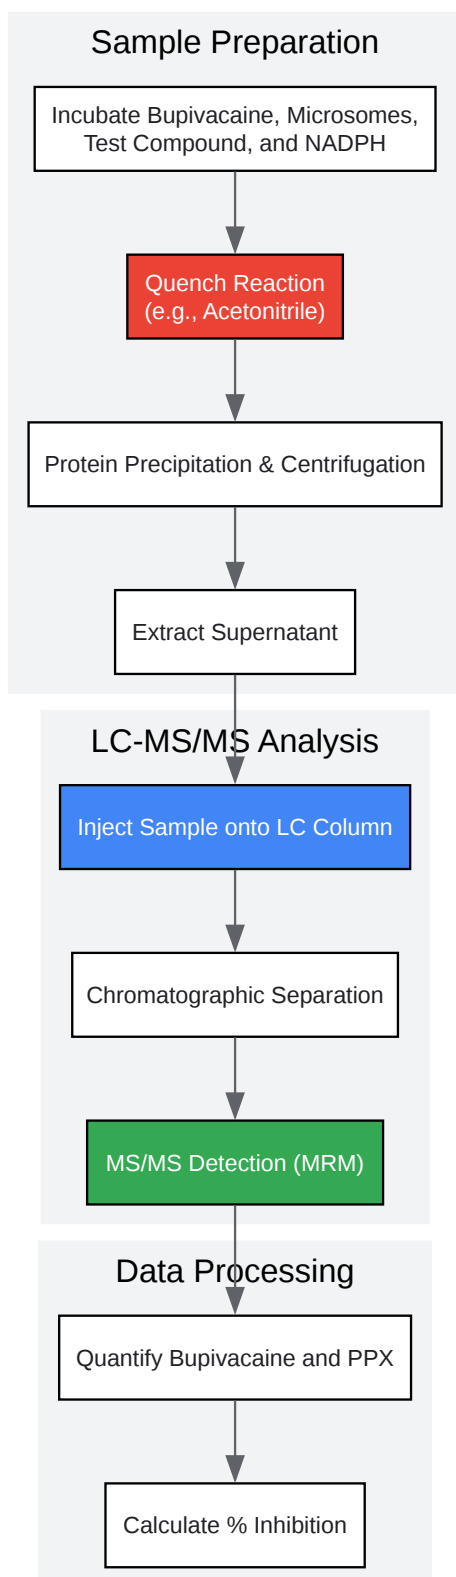 Sample Preparation
Incubate Bupivacaine, Microsomes,
Test Compound, and NADPH
Quench Reaction
(e.g., Acetonitrile)
Protein Precipitation & Centrifugation
Extract Supernatant
LC-MS/MS Analysis
Inject Sample onto LC Column
Chromatographic Separation
MS/MS Detection (MRM)
Data Processing
Quantify Bupivacaine and PPX
Calculate % Inhibition